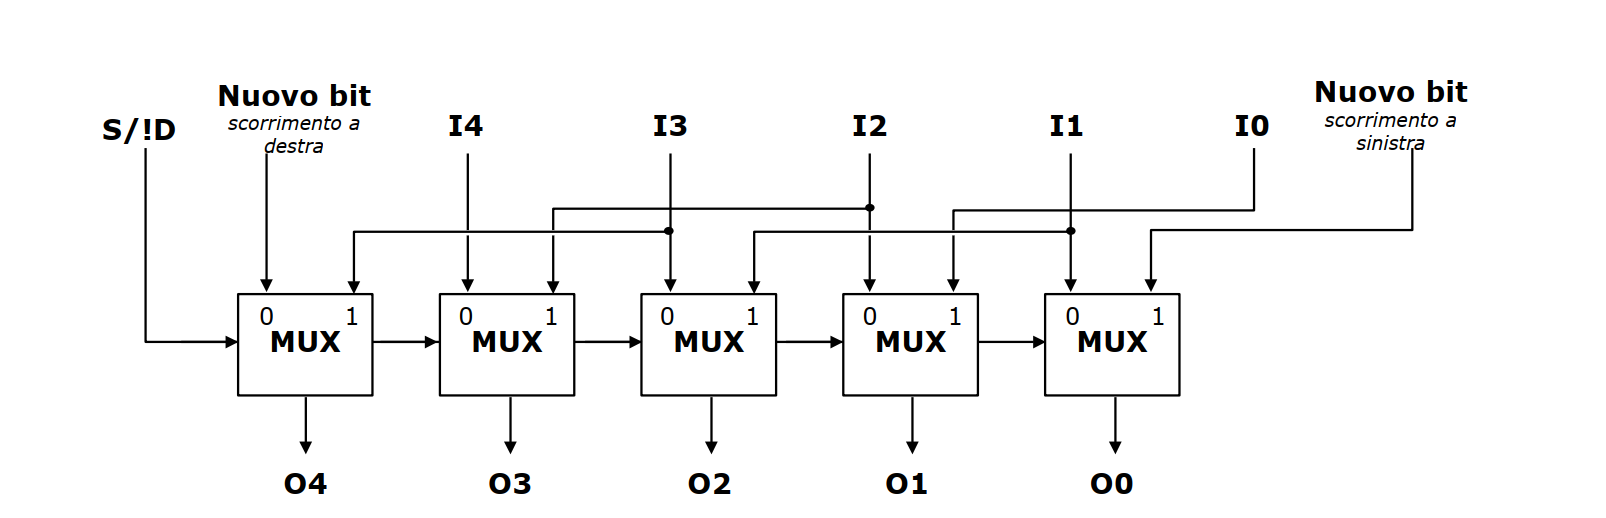 S/!D
Nuovo bit
scorrimento a
destra
I4
I3
I2
I1
I0
Nuovo bit
scorrimento a
sinistra
0 1
MUX
0 1
MUX
0 1
MUX
0 1
MUX
0 1
MUX
O4
O3
O2
O1
O0